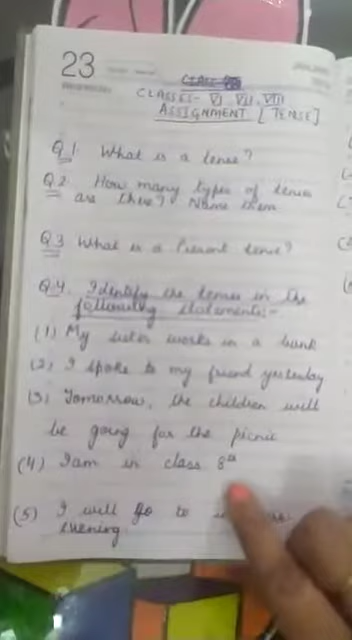 23
CLASSES - VI, VII, VIII
ASSIGNMENT [TENSE]
Q.1 What is a tense?
Q.2 How many types of tenses
are there? Name them
Q.3 What is a Present tense?
Q.4. Identify the tenses in the
following statements:-
(1) My sister works in a bank
(2) I spoke to my friend yesterday
(3) Tomorrow, the children will
be going for the picnic
(4) I am in class 8th
(5) I will go to
evening.